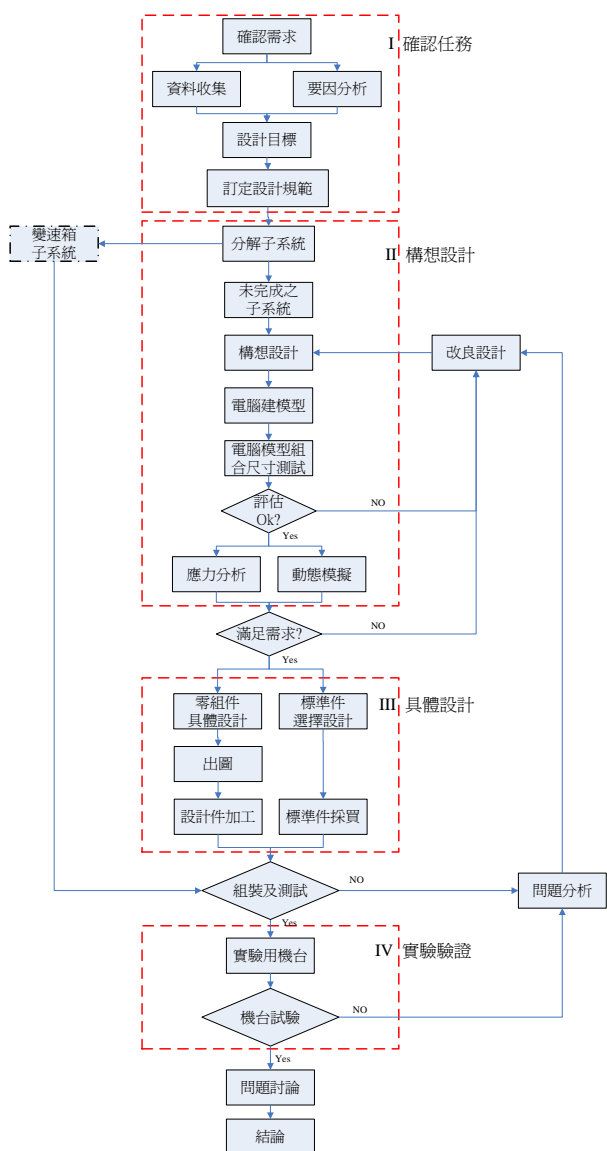 確認需求
I 確認任務
資料收集
要因分析
設計目標
訂定設計規範
變速箱
子系統
分解子系統
II 構想設計
未完成之
子系統
構想設計
改良設計
電腦建模型
電腦模型組
合尺寸測試
評估
Ok?
NO
Yes
應力分析
動態模擬
滿足需求?
NO
Yes
零組件
具體設計
標準件
選擇設計
III 具體設計
出圖
設計件加工
標準件採買
組裝及測試
NO
問題分析
Yes
實驗用機台
IV 實驗驗證
機台試驗
NO
Yes
問題討論
結論